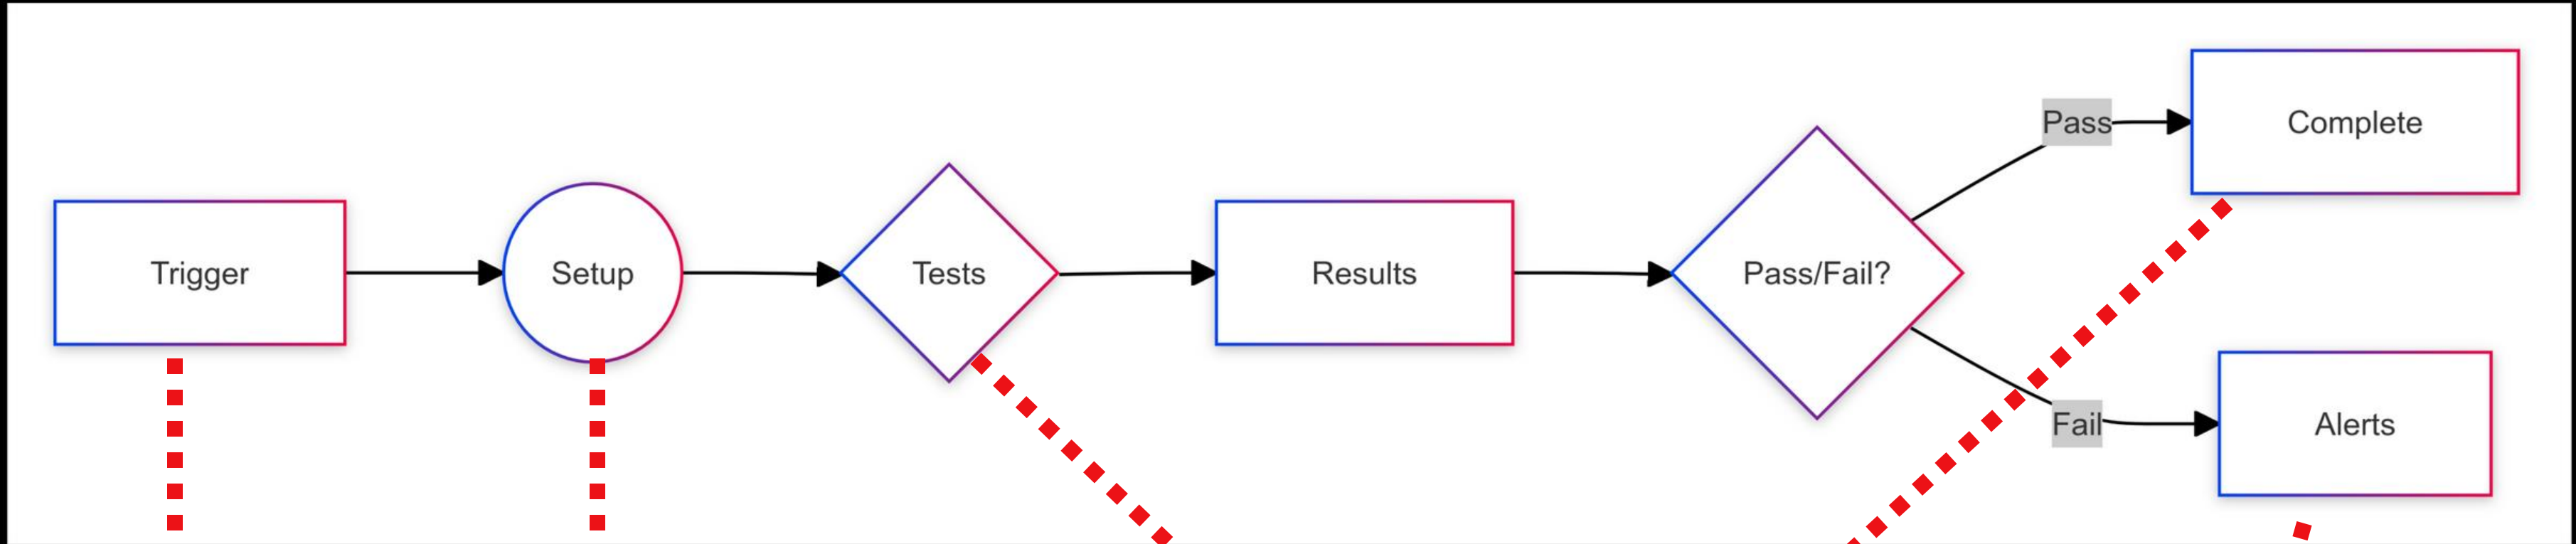 Trigger
Setup
Tests
Results
Pass/Fail?
Pass
Complete
Fail
Alerts